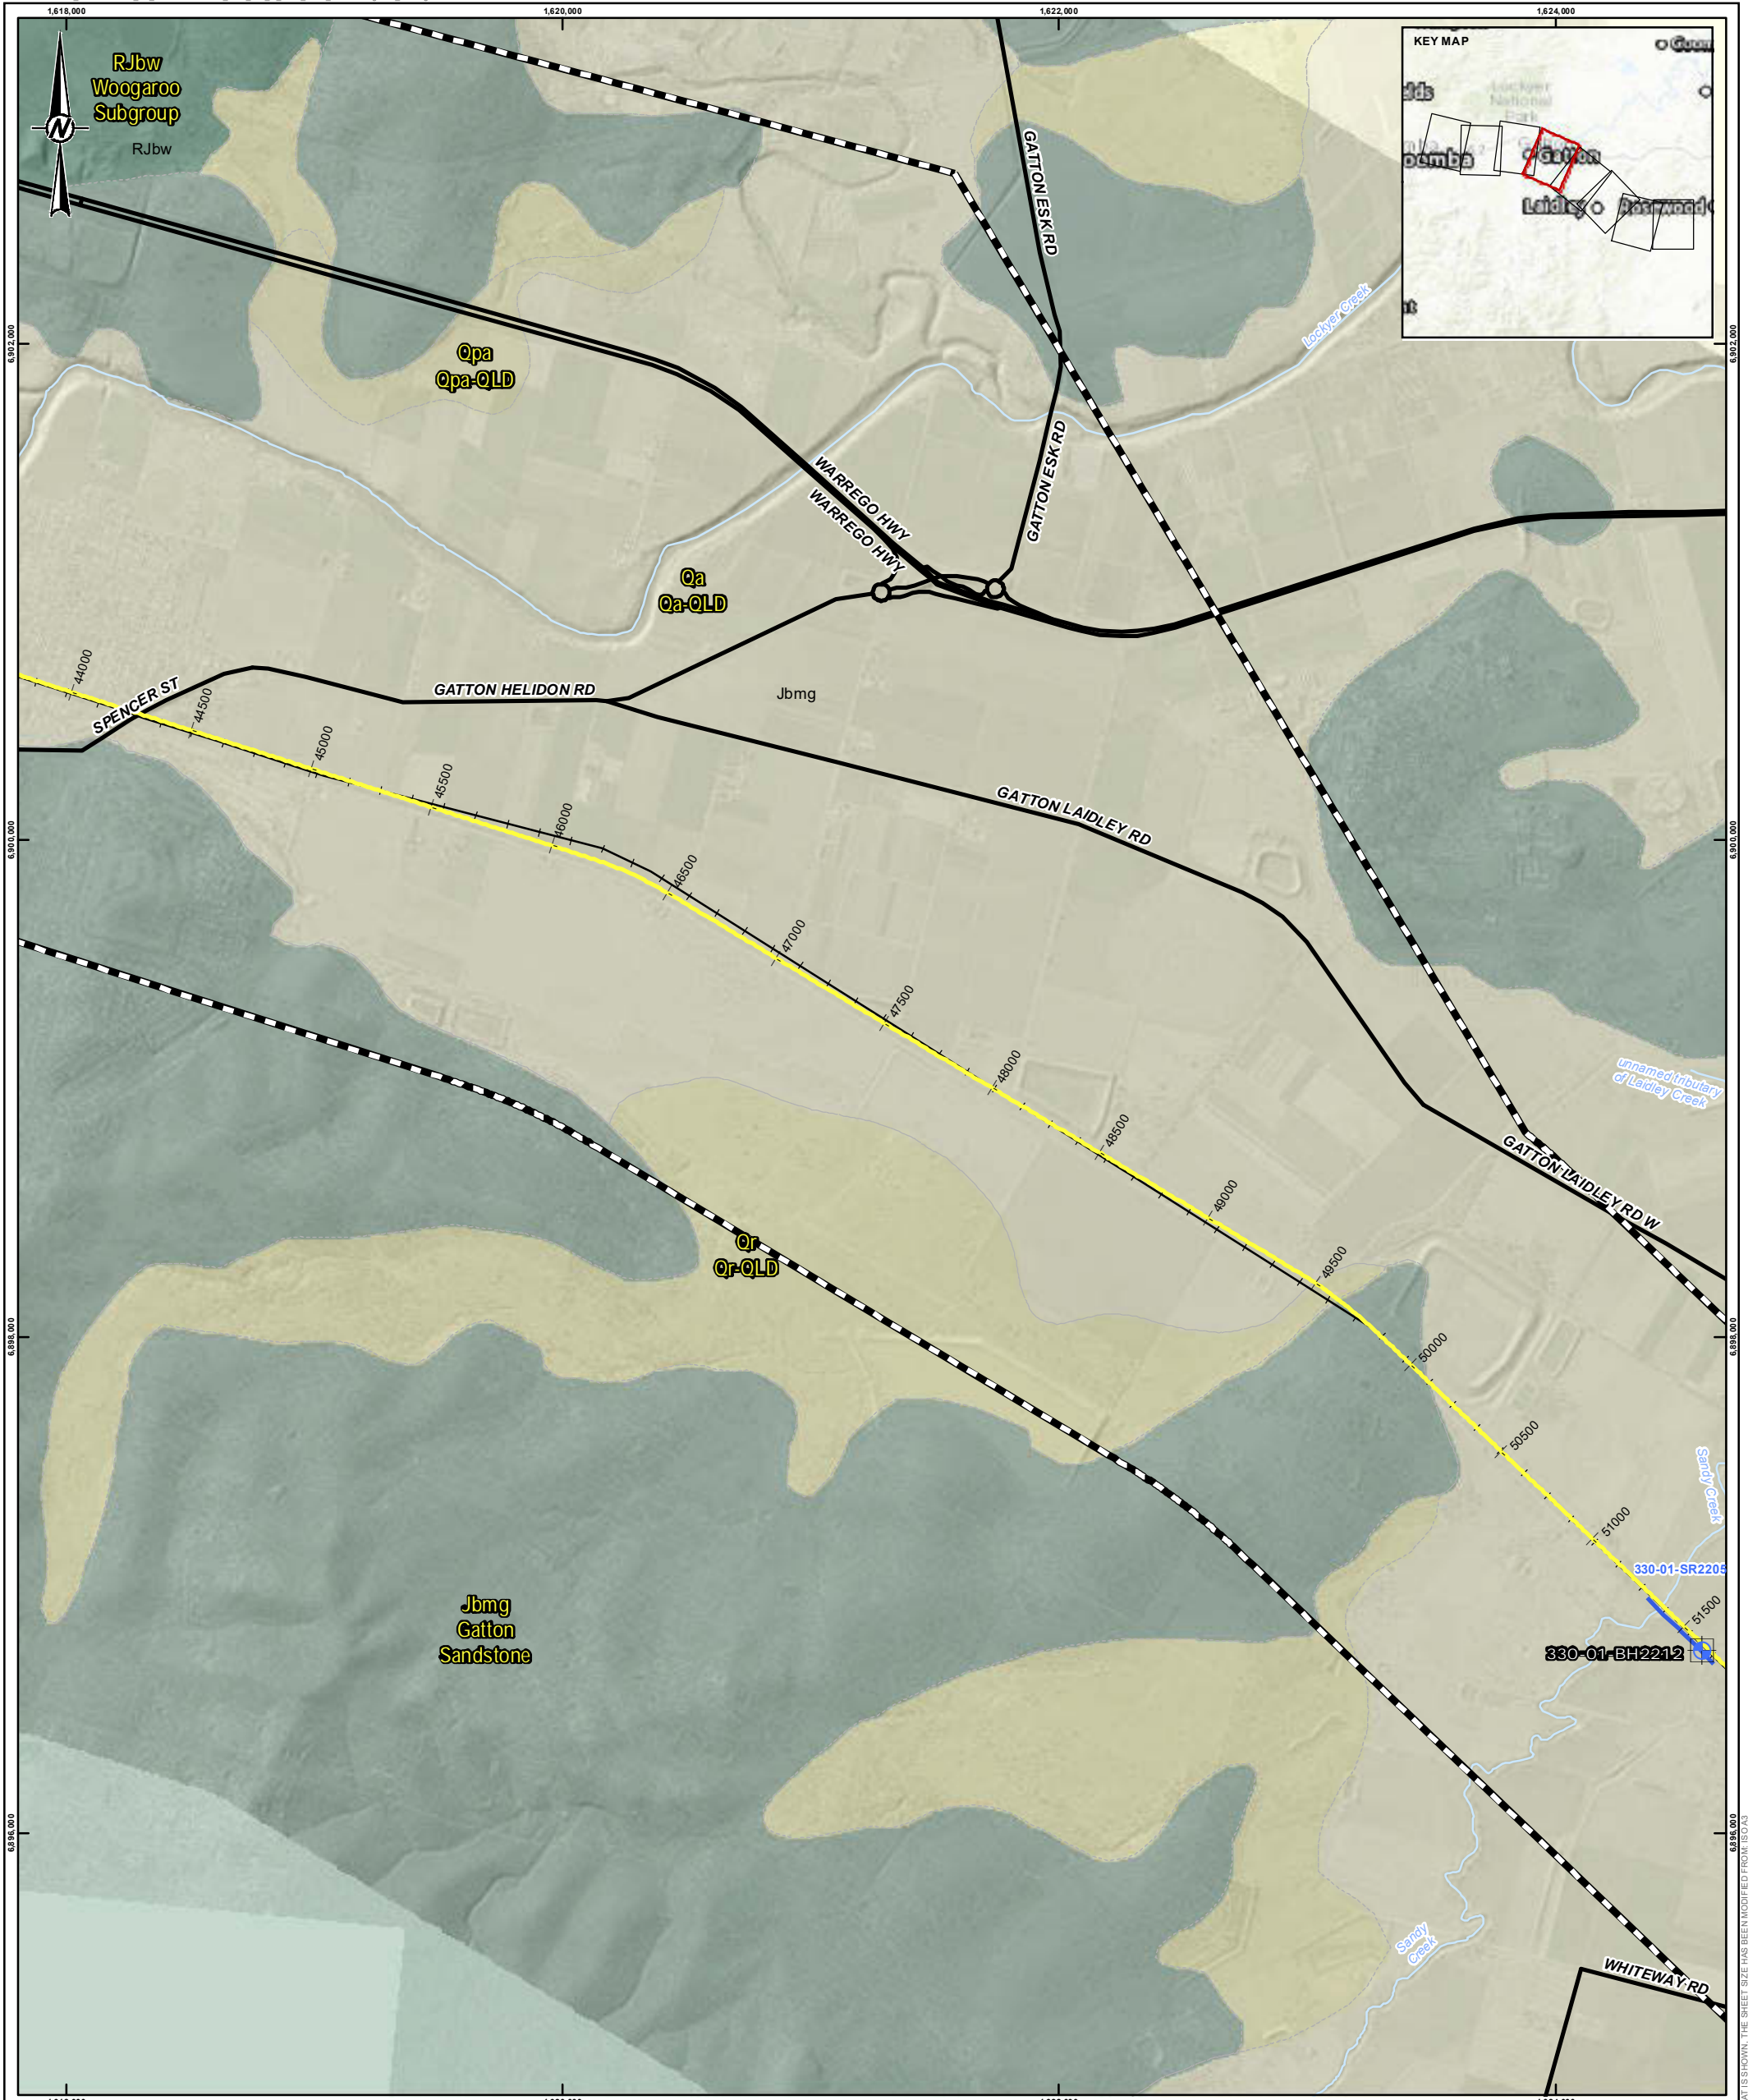 1,618,000
1,620,000
1,622,000
1,624,000
KEY MAP
Lockyer
National
Park
Gatton
Laidley
Rosewood
RJbw
Woogaroo
Subgroup
RJbw
N
GATTON ESK RD
Lockyer Creek
6,902,000
6,902,000
Qpa
Qpa-QLD
WARREGO HWY
WARREGO HWY
GATTON ESK RD
Qa
Qa-QLD
44000
SPENCER ST
44500
GATTON HELIDON RD
Jbmg
45000
45500
46000
GATTON LAIDLEY RD
6,900,000
6,900,000
46500
47000
47500
48000
unnamed tributary
of Laidley Creek
48500
GATTON LAIDLEY RD W
49000
Qr
Qr-QLD
49500
6,898,000
6,898,000
50000
50500
Sandy Creek
51000
330-01-SR2205
51500
Jbmg
Gatton
Sandstone
330-01-BH2212
6,896,000
6,896,000
Sandy
Creek
WHITEWAY RD